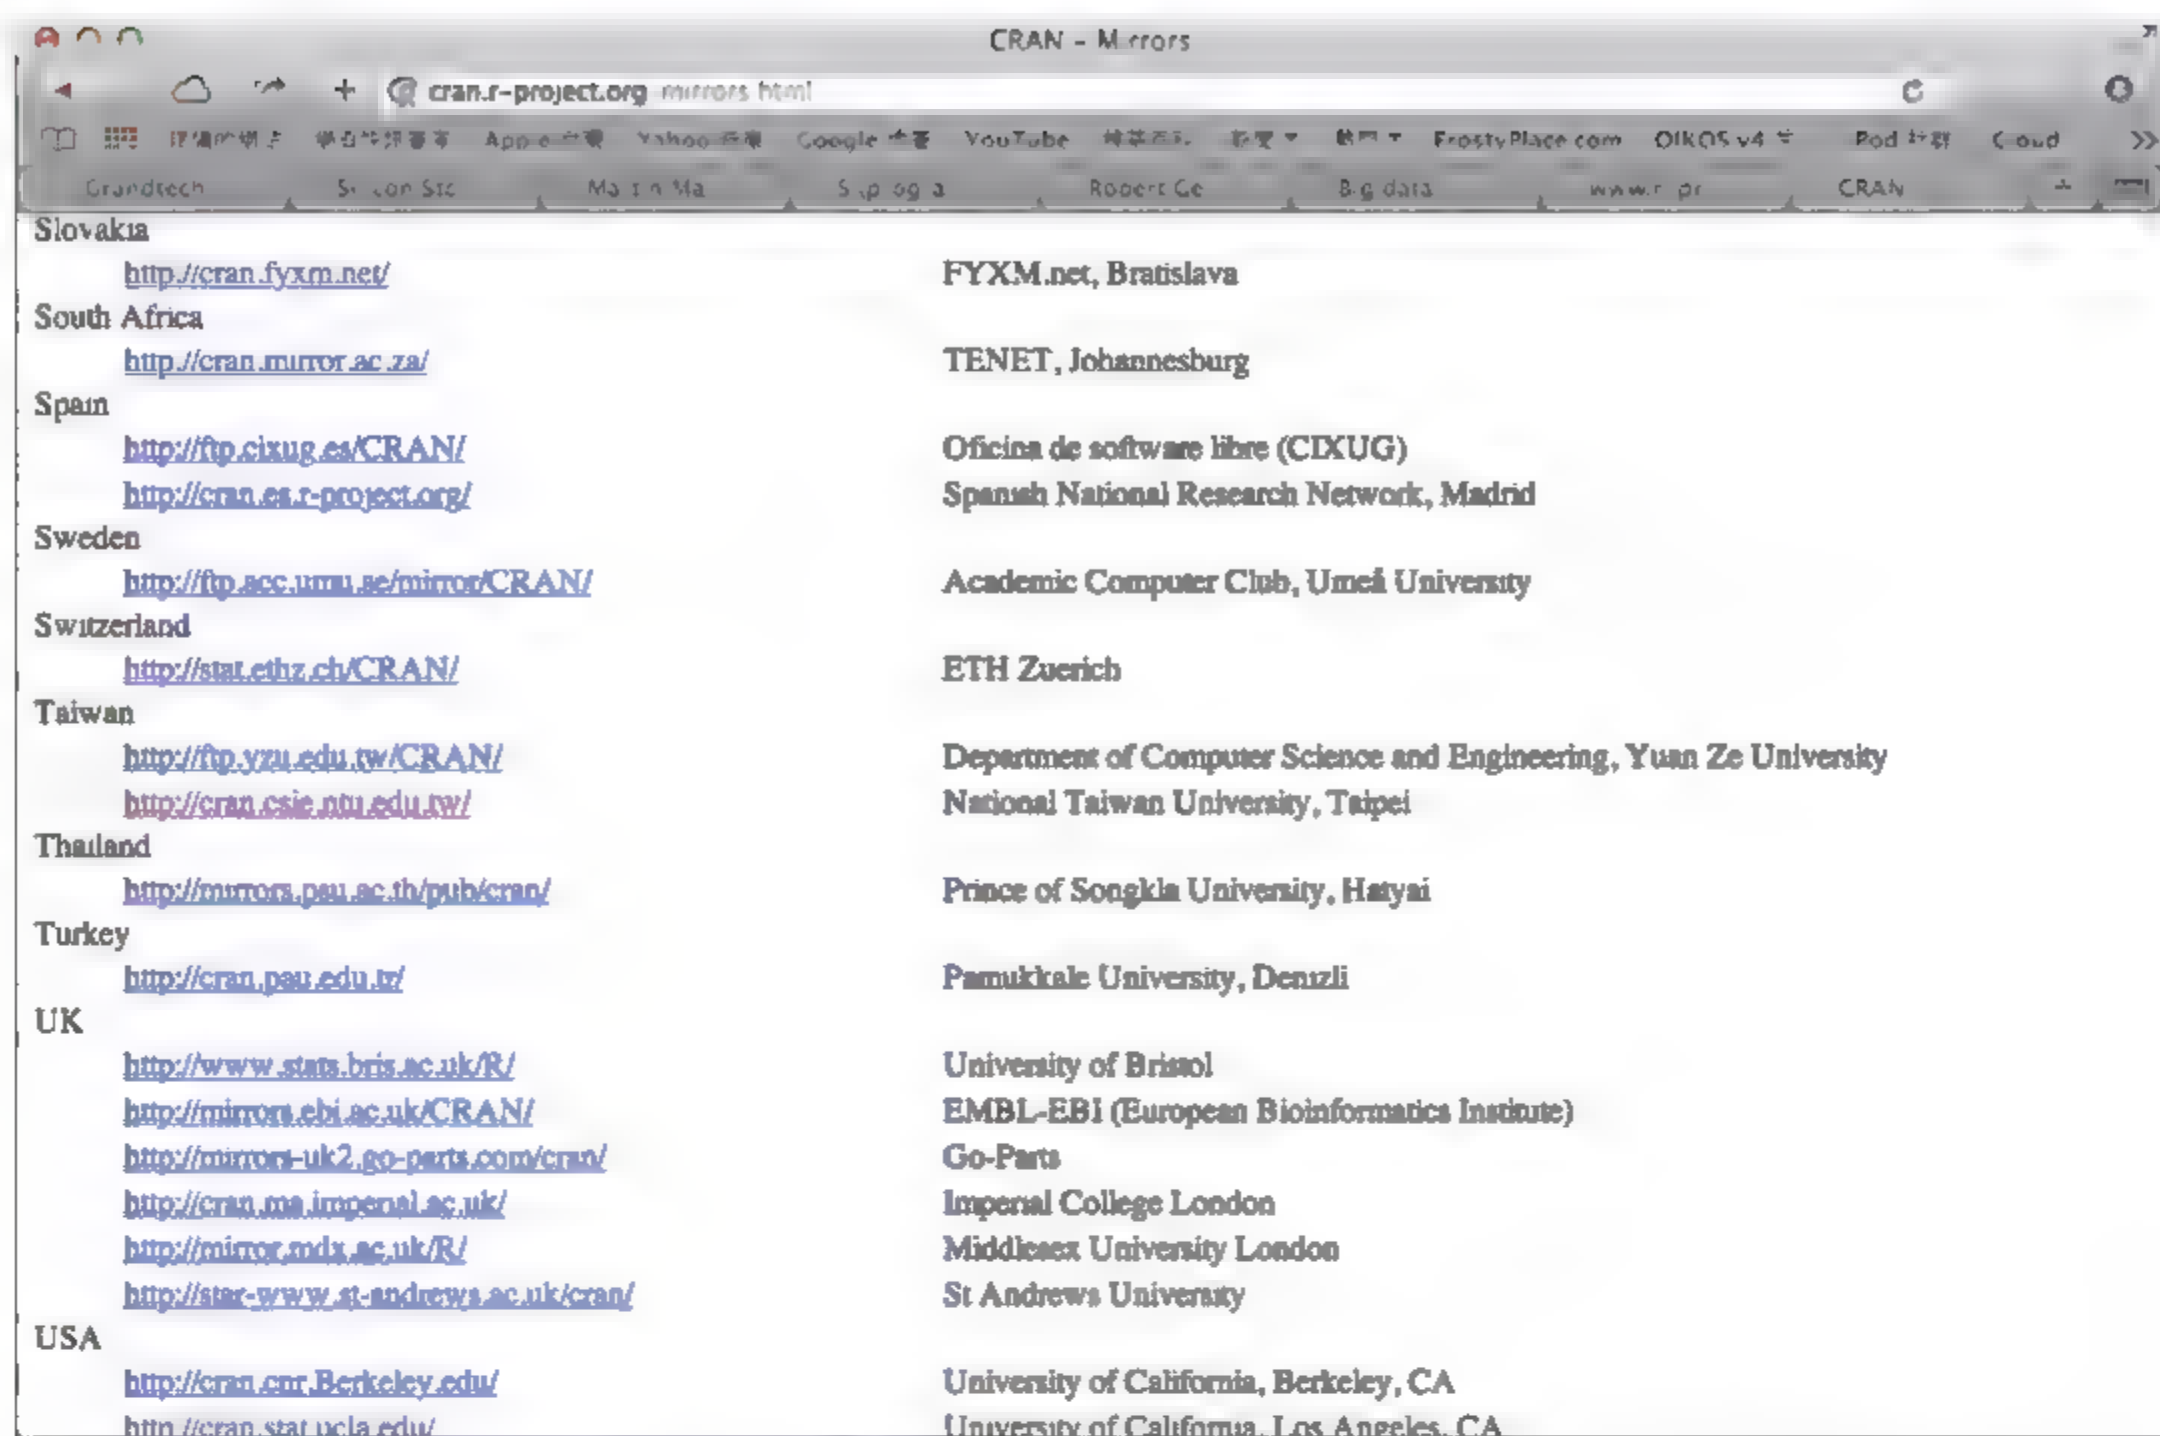 CRAN - Mirrors
cran.r-project.org mirrors html
Apple Yahoo Google YouTube FrostyPlace.com OIKOS v4 Cloud
Grandtech Big data CRAN
Slovakia
http://cran.fyxm.net/ FYXM.net, Bratislava
South Africa
http://cran.mirror.ac.za/ TENET, Johannesburg
Spain
http://ftp.cixug.es/CRAN/ Oficina de software libre (CIXUG)
http://cran.es.r-project.org/ Spanish National Research Network, Madrid
Sweden
http://ftp.acc.umu.se/mirror/CRAN/ Academic Computer Club, Umeå University
Switzerland
http://stat.ethz.ch/CRAN/ ETH Zuerich
Taiwan
http://ftp.yzu.edu.tw/CRAN/ Department of Computer Science and Engineering, Yuan Ze University
http://cran.csie.ntu.edu.tw/ National Taiwan University, Taipei
Thailand
http://mirrors.psu.ac.th/pub/cran/ Prince of Songkla University, Hatyai
Turkey
http://cran.pau.edu.tr/ Pamukkale University, Denizli
UK
http://www.stats.bris.ac.uk/R/ University of Bristol
http://mirrors.ebi.ac.uk/CRAN/ EMBL-EBI (European Bioinformatics Institute)
http://mirrors-uk2.go-parts.com/cran/ Go-Parts
http://cran.ma.imperial.ac.uk/ Imperial College London
http://mirror.mdx.ac.uk/R/ Middlesex University London
http://star-www.st-andrews.ac.uk/cran/ St Andrews University
USA
http://cran.cnr.Berkeley.edu/ University of California, Berkeley, CA
http://cran.stat.ucla.edu/ University of California, Los Angeles, CA